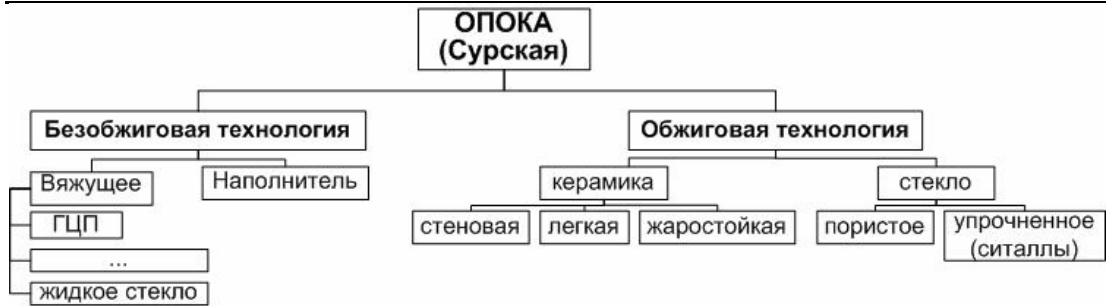 ОПОКА
(Сурская)
Безобжиговая технология
Обжиговая технология
Вяжущее
Наполнитель
керамика
стекло
ГЦП
стеновая
легкая
жаростойкая
пористое
упрочненное
(ситаллы)
...
жидкое стекло